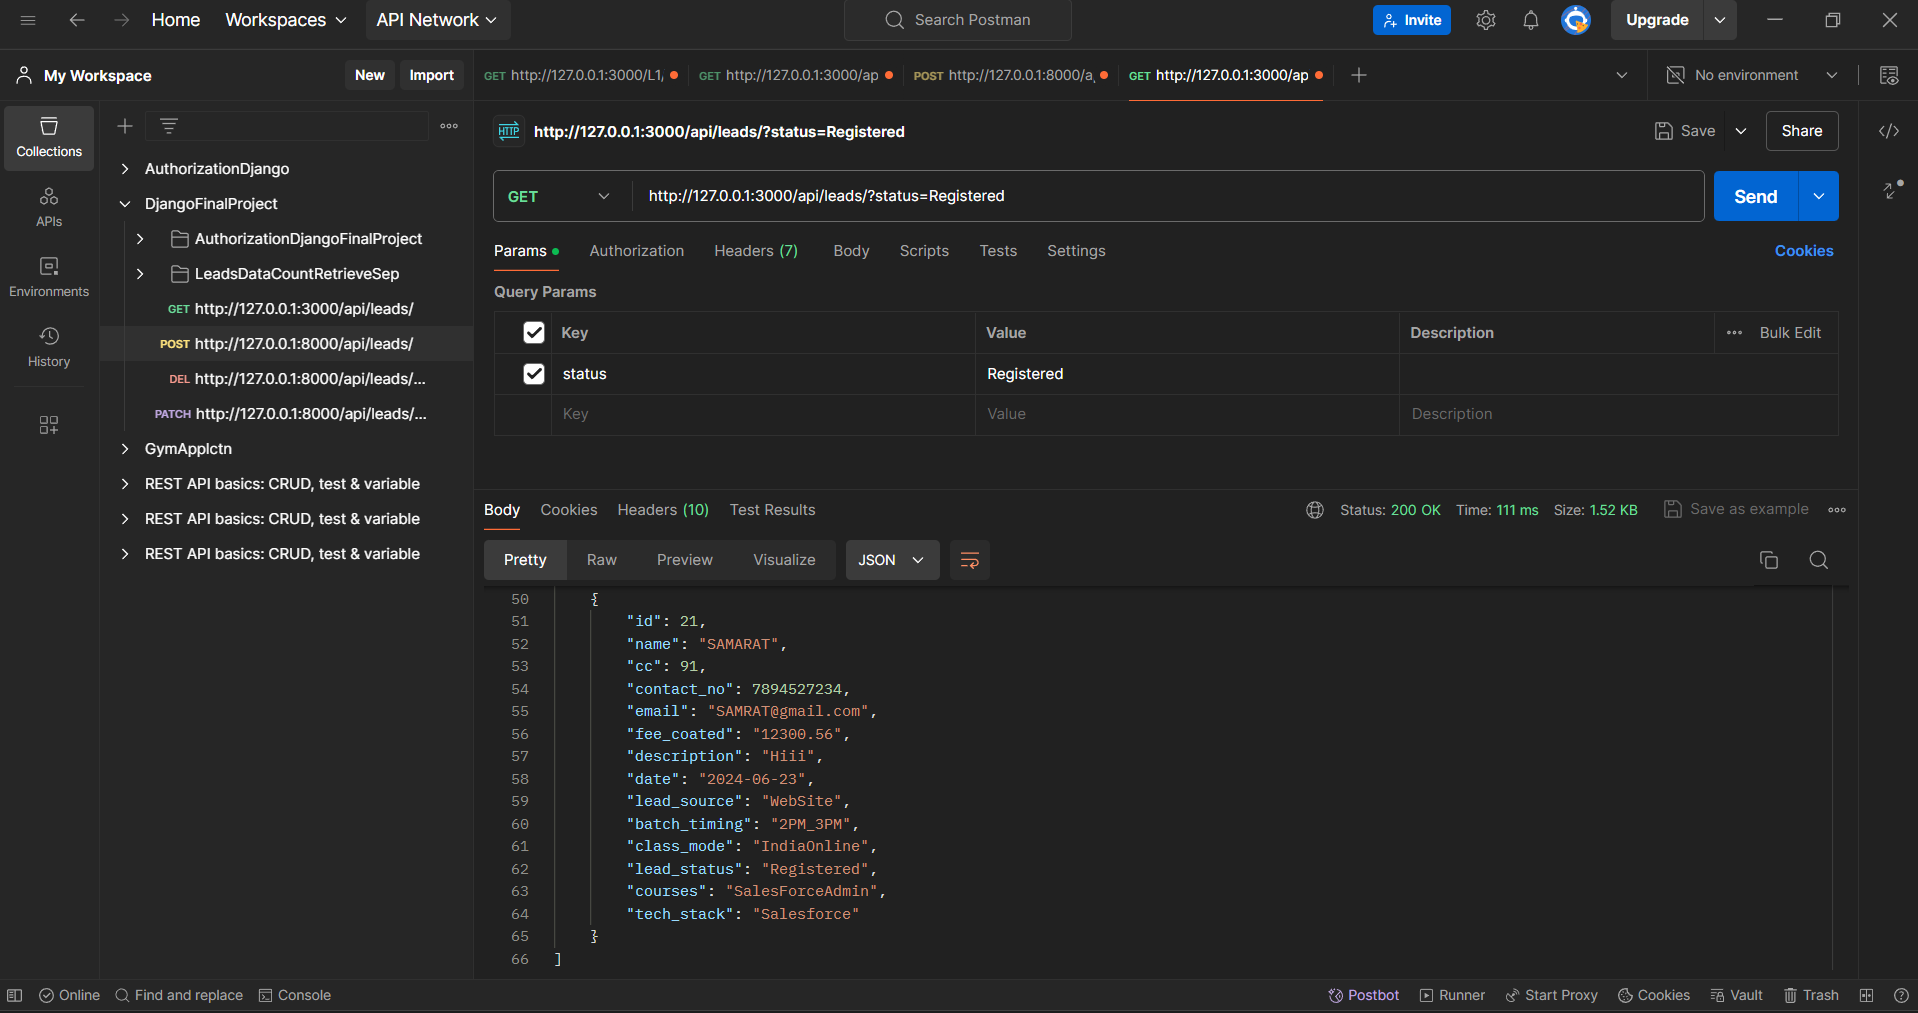 Home Workspaces API Network Search Postman Invite Upgrade
My Workspace New Import GET http://127.0.0.1:3000/L1/ GET http://127.0.0.1:3000/ap POST http://127.0.0.1:8000/a GET http://127.0.0.1:3000/ap No environment
Collections
APIs
Environments
History
AuthorizationDjango
DjangoFinalProject
AuthorizationDjangoFinalProject
LeadsDataCountRetrieveSep
GET http://127.0.0.1:3000/api/leads/
POST http://127.0.0.1:8000/api/leads/
DEL http://127.0.0.1:8000/api/leads/...
PATCH http://127.0.0.1:8000/api/leads/...
GymApplctn
REST API basics: CRUD, test & variable
REST API basics: CRUD, test & variable
REST API basics: CRUD, test & variable
HTTP http://127.0.0.1:3000/api/leads/?status=Registered Save Share
GET http://127.0.0.1:3000/api/leads/?status=Registered Send
Params Authorization Headers (7) Body Scripts Tests Settings Cookies
Query Params
Key Value Description Bulk Edit
status Registered
Key Value Description
Body Cookies Headers (10) Test Results Status: 200 OK Time: 111 ms Size: 1.52 KB Save as example
Pretty Raw Preview Visualize JSON
50 {
51 "id": 21,
52 "name": "SAMARAT",
53 "cc": 91,
54 "contact_no": 7894527234,
55 "email": "SAMRAT@gmail.com",
56 "fee_coated": "12300.56",
57 "description": "Hiii",
58 "date": "2024-06-23",
59 "lead_source": "WebSite",
60 "batch_timing": "2PM_3PM",
61 "class_mode": "IndiaOnline",
62 "lead_status": "Registered",
63 "courses": "SalesForceAdmin",
64 "tech_stack": "Salesforce"
65 }
66 ]
Online Find and replace Console Postbot Runner Start Proxy Cookies Vault Trash